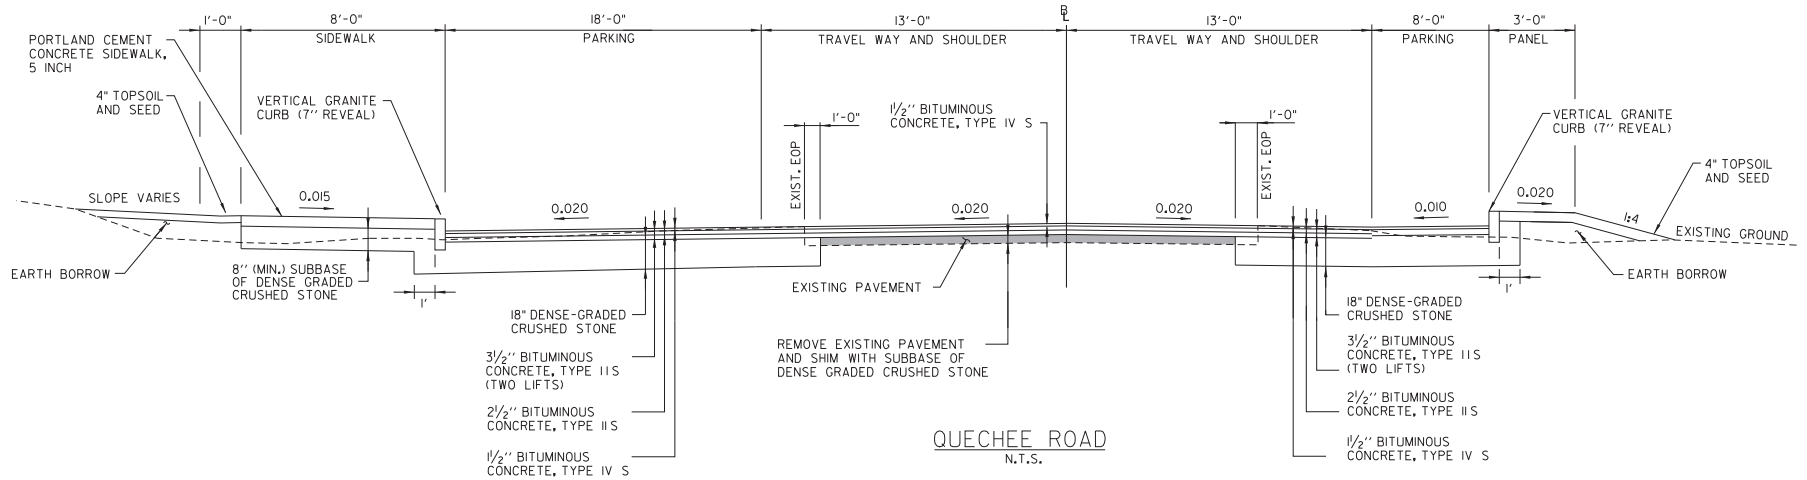 1'-0"
8'-0"
18'-0"
13'-0"
BL
13'-0"
8'-0"
3'-0"
SIDEWALK
PARKING
TRAVEL WAY AND SHOULDER
TRAVEL WAY AND SHOULDER
PARKING
PANEL
PORTLAND CEMENT
CONCRETE SIDEWALK,
5 INCH
4" TOPSOIL
AND SEED
VERTICAL GRANITE
CURB (7'' REVEAL)
1'-0"
EXIST. EOP
1½'' BITUMINOUS
CONCRETE, TYPE IV S
1'-0"
EXIST. EOP
VERTICAL GRANITE
CURB (7'' REVEAL)
4" TOPSOIL
AND SEED
SLOPE VARIES
0.015
0.020
0.020
0.020
0.010
0.020
1:4
EXISTING GROUND
EARTH BORROW
8'' (MIN.) SUBBASE
OF DENSE GRADED
CRUSHED STONE
1'
EXISTING PAVEMENT
1'
EARTH BORROW
18" DENSE-GRADED
CRUSHED STONE
3½'' BITUMINOUS
CONCRETE, TYPE IIS
(TWO LIFTS)
2½'' BITUMINOUS
CONCRETE, TYPE IIS
1½'' BITUMINOUS
CONCRETE, TYPE IV S
REMOVE EXISTING PAVEMENT
AND SHIM WITH SUBBASE OF
DENSE GRADED CRUSHED STONE
18" DENSE-GRADED
CRUSHED STONE
3½'' BITUMINOUS
CONCRETE, TYPE IIS
(TWO LIFTS)
2½'' BITUMINOUS
CONCRETE, TYPE IIS
1½'' BITUMINOUS
CONCRETE, TYPE IV S
QUECHEE ROAD
N.T.S.